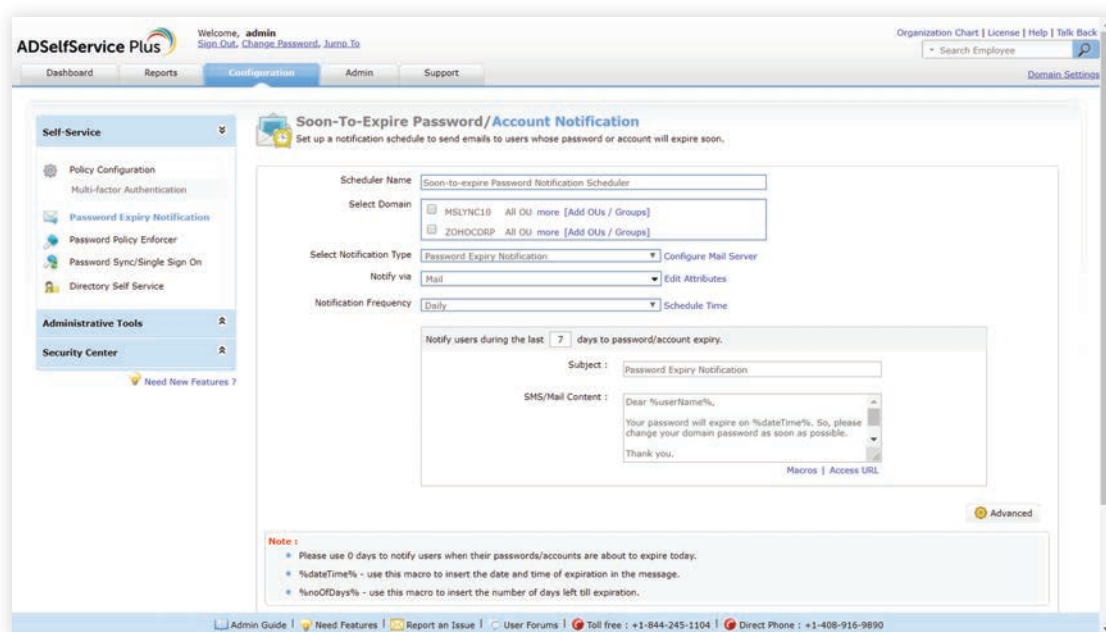 ADSelfService Plus
Welcome, admin
Sign Out, Change Password, Jump To
Organization Chart | License | Help | Talk Back
Search Employee
Dashboard Reports Configuration Admin Support
Domain Settings
Self-Service
Policy Configuration
Multi-factor Authentication
Password Expiry Notification
Password Policy Enforcer
Password Sync/Single Sign On
Directory Self Service
Administrative Tools
Security Center
Need New Features ?
Soon-To-Expire Password/Account Notification
Set up a notification schedule to send emails to users whose password or account will expire soon.
Scheduler Name Soon-to-expire Password Notification Scheduler
Select Domain
MSLYNC10 All OU more [Add OUs / Groups]
ZOHOCORP All OU more [Add OUs / Groups]
Select Notification Type Password Expiry Notification Configure Mail Server
Notify via Mail Edit Attributes
Notification Frequency Daily Schedule Time
Notify users during the last 7 days to password/account expiry.
Subject : Password Expiry Notification
SMS/Mail Content :
Dear %userName%,
Your password will expire on %dateTime%. So, please
change your domain password as soon as possible.
Thank you.
Macros | Access URL
Advanced
Note :
Please use 0 days to notify users when their passwords/accounts are about to expire today.
%dateTime% - use this macro to insert the date and time of expiration in the message.
%noOfDays% - use this macro to insert the number of days left till expiration.
Admin Guide | Need Features | Report an Issue | User Forums | Toll free : +1-844-245-1104 | Direct Phone : +1-408-916-9890